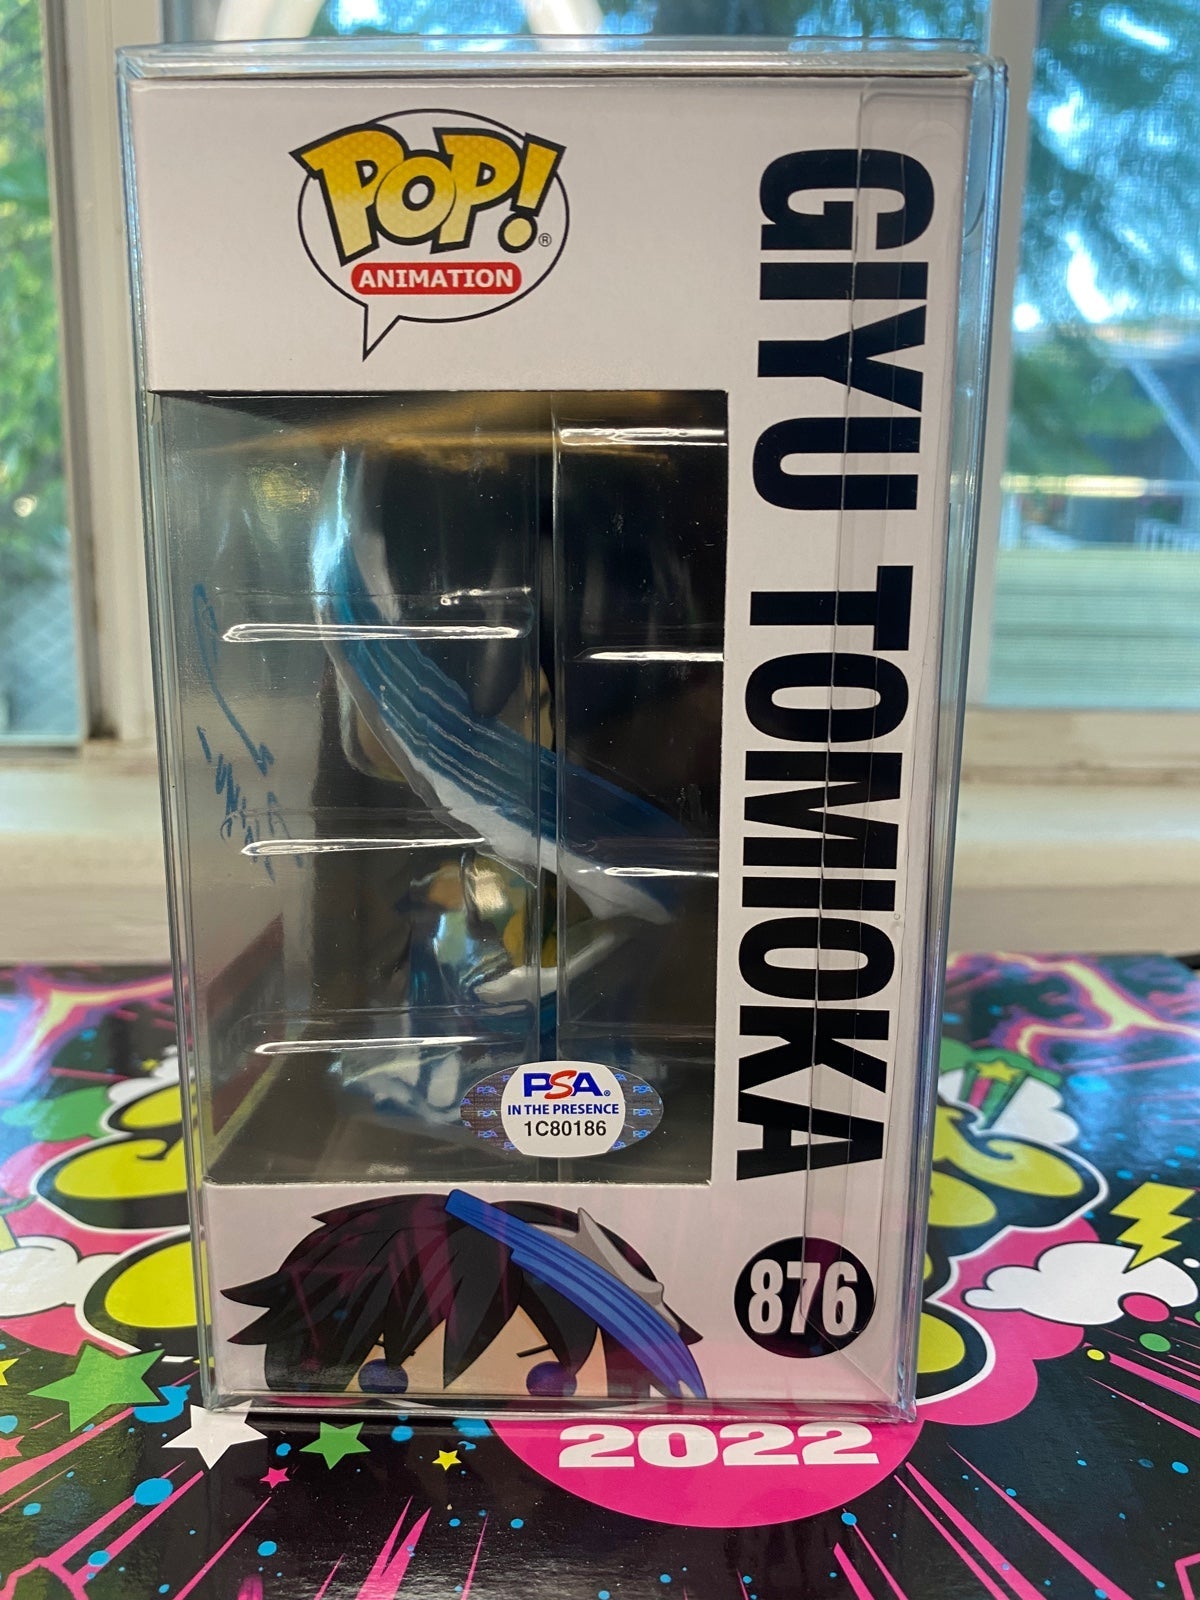 POP!®
ANIMATION
GIYU TOMIOKA
PSA®
IN THE PRESENCE
1C80186
876
2022